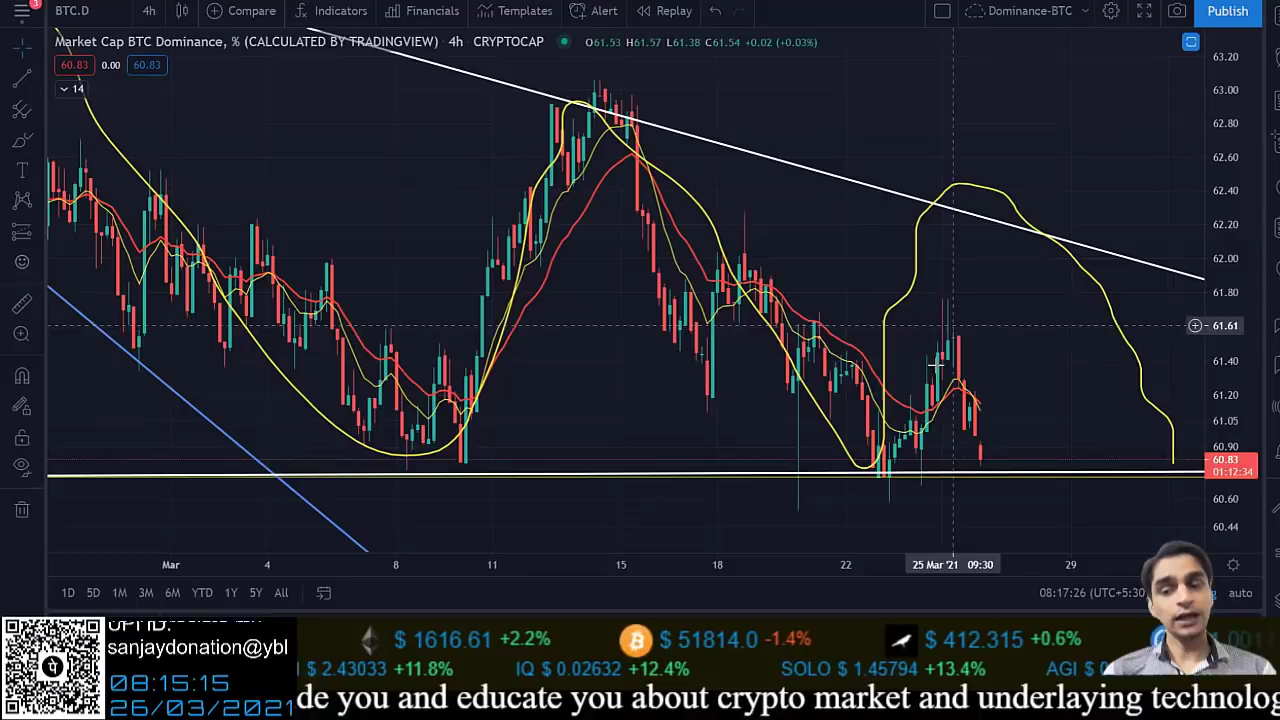 BTC.D 4h Compare Indicators Financials Templates Alert Replay Dominance-BTC Publish
Market Cap BTC Dominance, % (CALCULATED BY TRADINGVIEW) · 4h · CRYPTOCAP O61.53 H61.57 L61.38 C61.54 +0.02 (+0.03%)
60.83 0.00 60.83
14
63.20
63.00
62.80
62.60
62.40
62.20
62.00
61.80
61.61
61.40
61.20
61.05
60.90
60.83
01:12:34
60.60
60.44
Mar 4 8 11 15 18 22 25 Mar '21 09:30 29
1D 5D 1M 3M 6M YTD 1Y 5Y All 08:17:26 (UTC+5:30) auto
sanjaydonation@ybl
08:15:15
26/03/2021
$ 1616.61 +2.2% $ 51814.0 -1.4% $ 412.315 +0.6%
$ 2.43033 +11.8% IQ $ 0.02632 +12.4% SOLO $ 1.45794 +13.4% AGI $
de you and educate you about crypto market and underlaying technolog